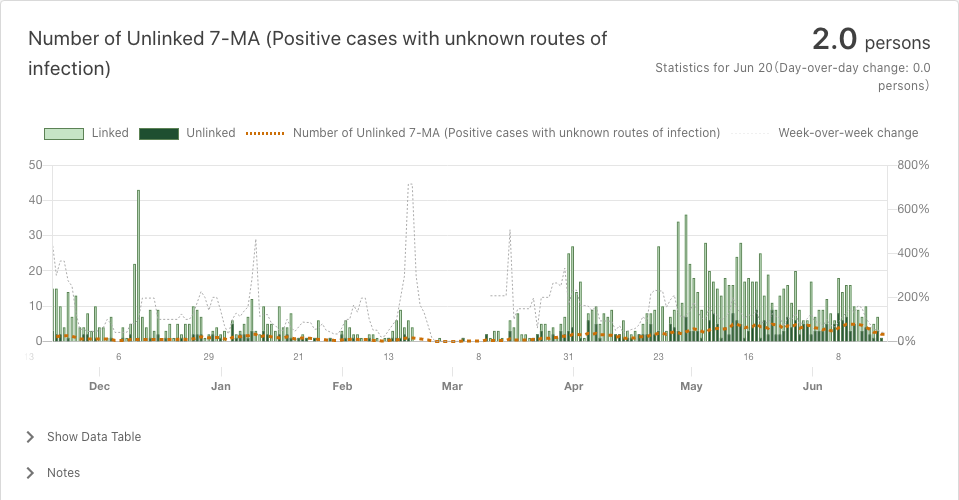 Number of Unlinked 7-MA (Positive cases with unknown routes of
infection)
2.0 persons
Statistics for Jun 20(Day-over-day change: 0.0
persons)
Linked Unlinked Number of Unlinked 7-MA (Positive cases with unknown routes of infection) Week-over-week change
50 800%
40 600%
30 400%
20
10 200%
0 0%
3 6 29 21 13 8 31 23 16 8
Dec Jan Feb Mar Apr May Jun
Show Data Table
Notes